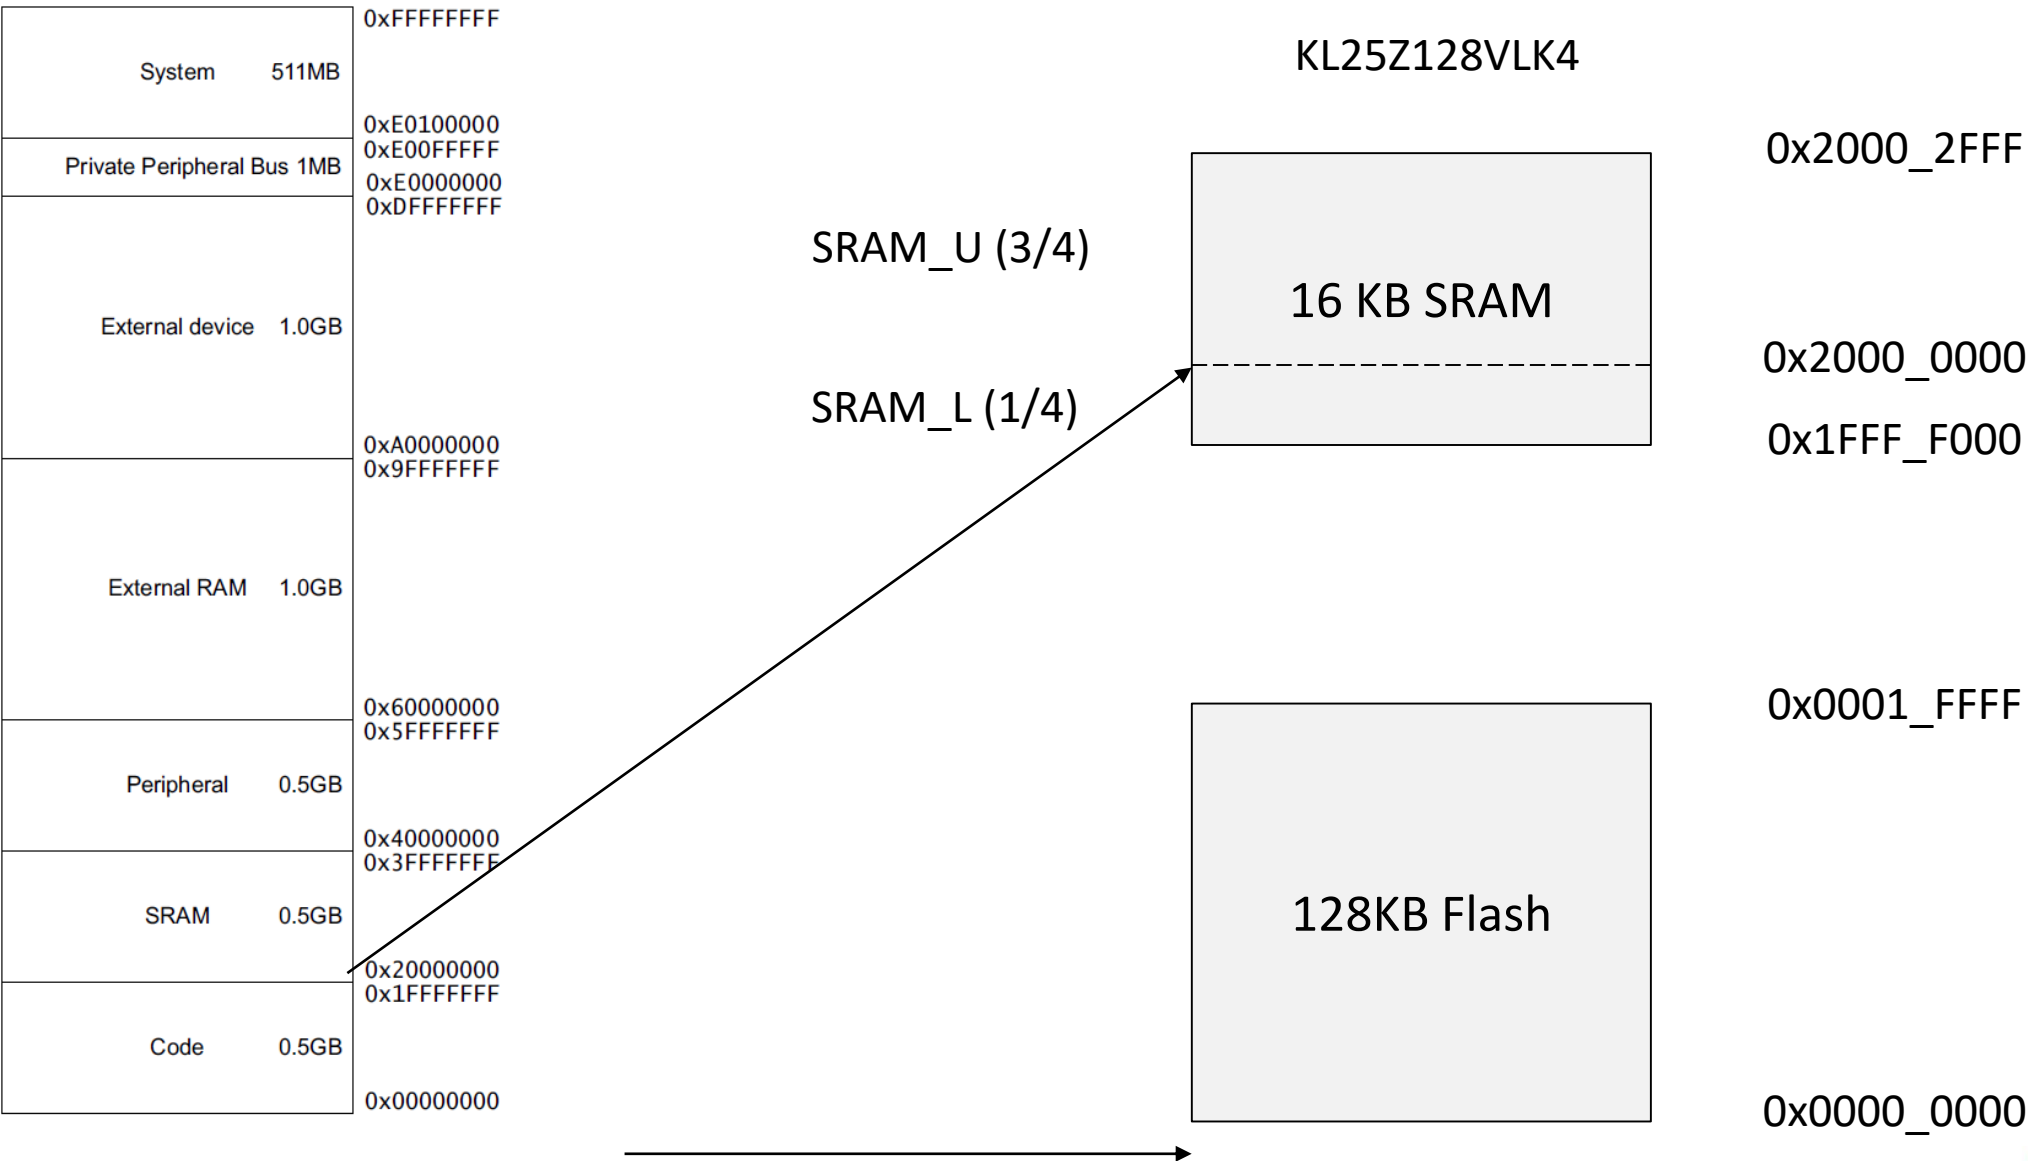 0xFFFFFFFF
System 511MB
0xE0100000
0xE00FFFFF
Private Peripheral Bus 1MB
0xE0000000
0xDFFFFFFF
External device 1.0GB
0xA0000000
0x9FFFFFFF
External RAM 1.0GB
0x60000000
0x5FFFFFFF
Peripheral 0.5GB
0x40000000
0x3FFFFFFF
SRAM 0.5GB
0x20000000
0x1FFFFFFF
Code 0.5GB
0x00000000
SRAM_U (3/4)
SRAM_L (1/4)
KL25Z128VLK4
0x2000_2FFF
16 KB SRAM
0x2000_0000
0x1FFF_F000
0x0001_FFFF
128KB Flash
0x0000_0000